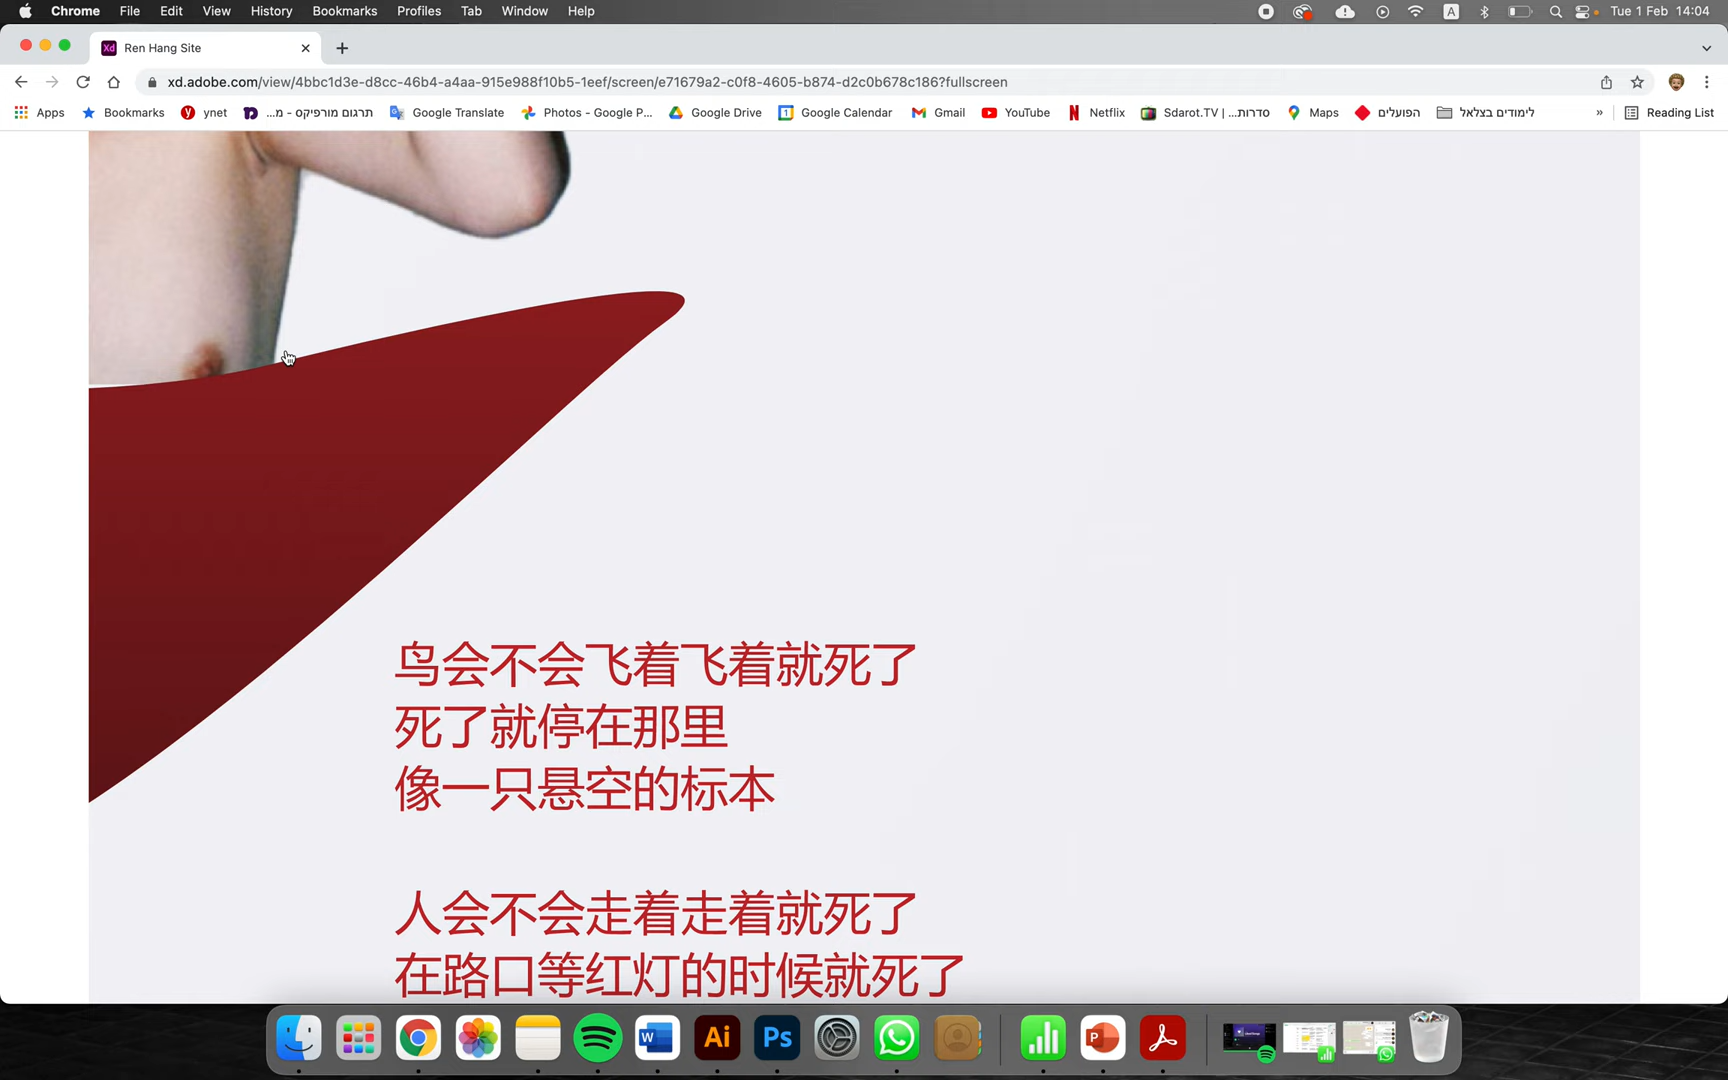 Chrome File Edit View History Bookmarks Profiles Tab Window Help A Tue 1 Feb 14:04
Xd Ren Hang Site
xd.adobe.com/view/4bbc1d3e-d8cc-46b4-a4aa-915e988f10b5-1eef/screen/e71679a2-c0f8-4605-b874-d2c0b678c186?fullscreen
Apps Bookmarks ynet תרגום מורפיקס - מ... Google Translate Photos - Google P... Google Drive Google Calendar Gmail YouTube Netflix Sdarot.TV | סדרות... Maps הפועלים לימודים בצלאל » Reading List
鸟会不会飞着飞着就死了
死了就停在那里
像一只悬空的标本
人会不会走着走着就死了
在路口等红灯的时候就死了
W Ai Ps P